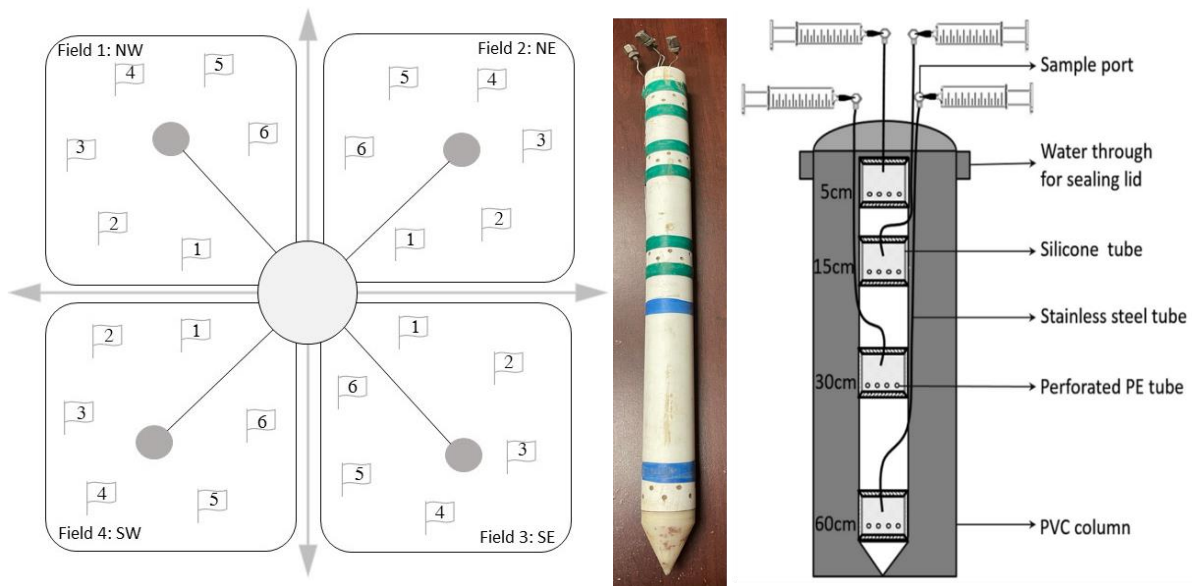 Field 1: NW
4
5
3
6
2
1
Field 2: NE
5
4
6
3
2
1
2
1
3
6
4
5
Field 4: SW
1
2
6
3
5
4
Field 3: SE
Sample port
Water through
for sealing lid
5cm
Silicone tube
15cm
Stainless steel tube
30cm
Perforated PE tube
60cm
PVC column